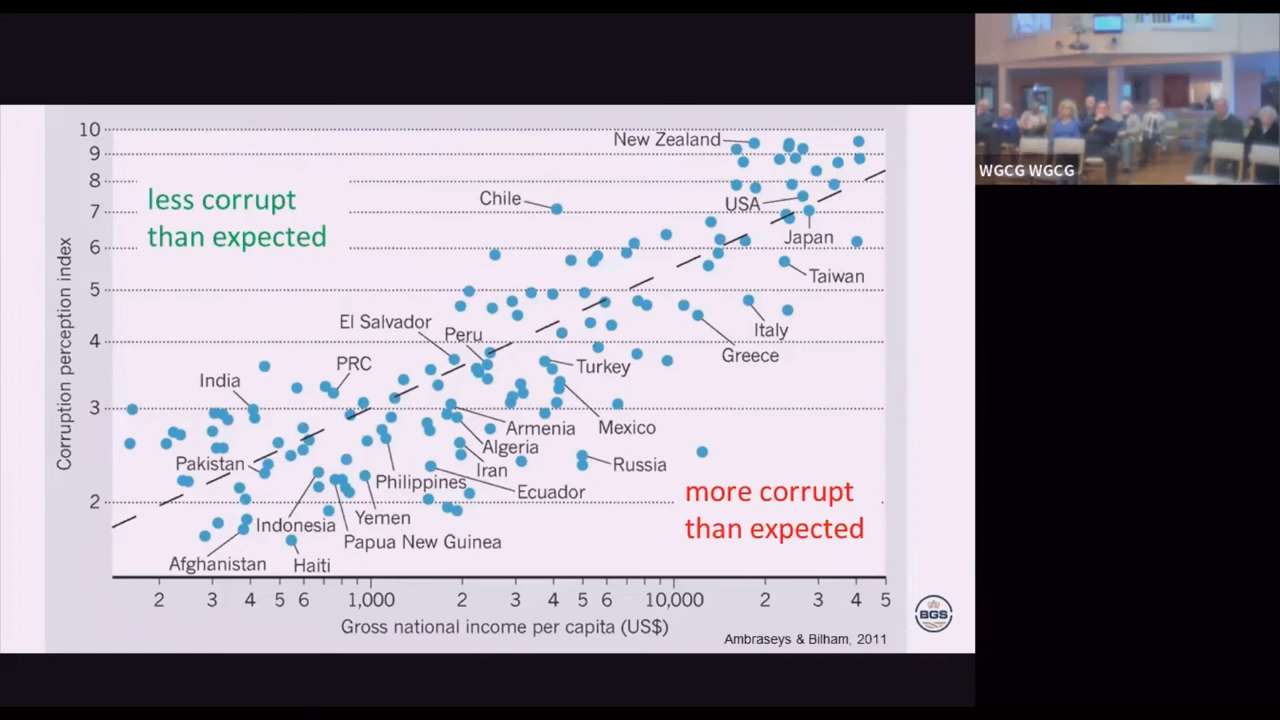 WGCG WGCG
10
9
8
7
6
5
4
3
2
Corruption perception index
less corrupt
than expected
New Zealand
Chile
USA
Japan
Taiwan
El Salvador
Peru
Italy
Greece
PRC
India
Turkey
Mexico
Armenia
Algeria
Pakistan
Iran
Russia
Philippines
Ecuador
more corrupt
than expected
Indonesia
Yemen
Papua New Guinea
Afghanistan
Haiti
2 3 4 5 6 1,000 2 3 4 5 6 10,000 2 3 4 5
Gross national income per capita (US$)
Ambraseys & Bilham, 2011
BGS